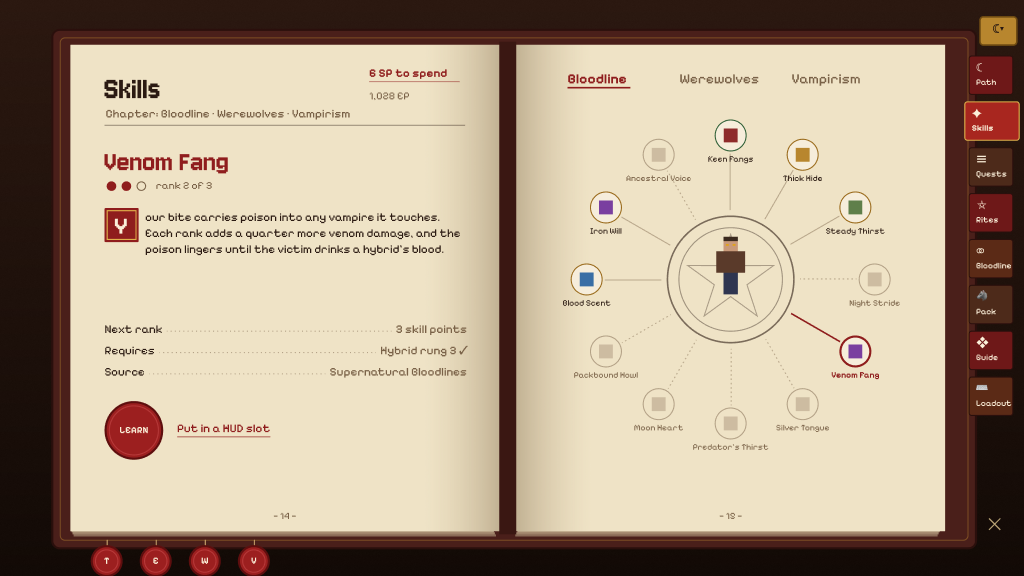 Skills
6 SP to spend
1,028 EP
Chapter: Bloodline · Werewolves · Vampirism
Venom Fang
rank 2 of 3
Your bite carries poison into any vampire it touches.
Each rank adds a quarter more venom damage, and the
poison lingers until the victim drinks a hybrid's blood.
Next rank 3 skill points
Requires Hybrid rung 3 ✓
Source Supernatural Bloodlines
LEARN
Put in a HUD slot
- 14 -
Bloodline Werewolves Vampirism
Keen Fangs
Ancestral Voice
Thick Hide
Iron Will
Steady Thirst
Blood Scent
Night Stride
Packbound Howl
Venom Fang
Moon Heart
Silver Tongue
Predator's Thirst
- 15 -
Path
Skills
Quests
Rites
Bloodline
Pack
Guide
Loadout
T E W V